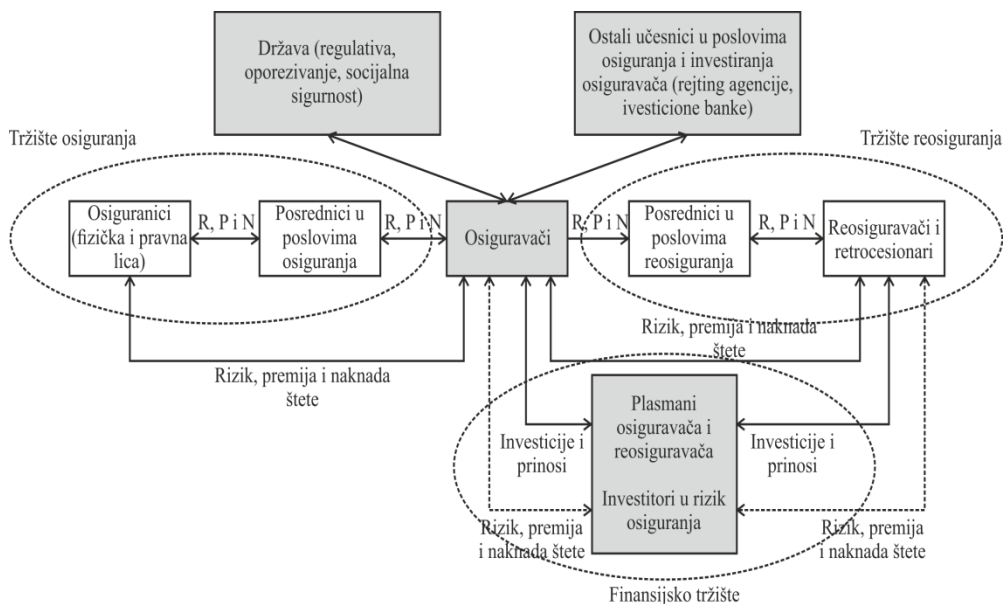 Država (regulativa,
oporezivanje, socijalna
sigurnost)
Ostali učesnici u poslovima
osiguranja i investiranja
osiguravača (rejting agencije,
ivesticione banke)
Tržište osiguranja
Tržište reosiguranja
Osiguranici
(fizička i pravna
lica)
R, P i N
Posrednici u
poslovima
osiguranja
R, P i N
Osiguravači
R, P i N
Posrednici u
poslovima
reosiguranja
R, P i N
Reosiguravači i
retrocesionari
Rizik, premija i naknada
štete
Rizik, premija i naknada
štete
Plasmani
osiguravača i
reosiguravača
Investicije i
prinosi
Investicije i
prinosi
Investitori u rizik
osiguranja
Rizik, premija
i naknada štete
Rizik, premija
i naknada štete
Finansijsko tržište